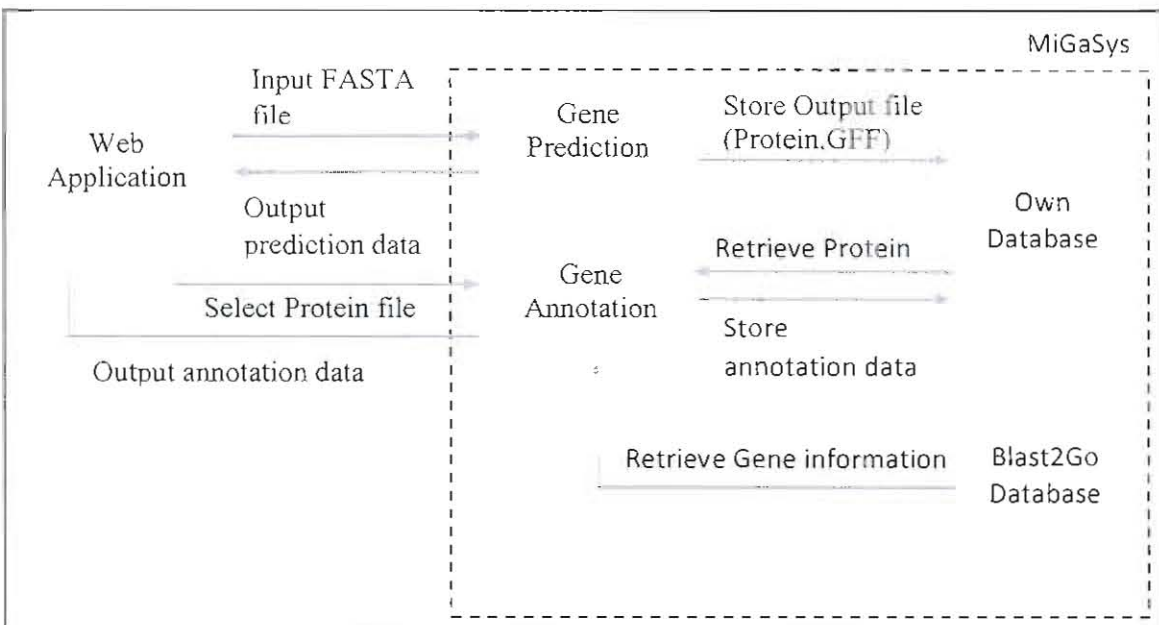 MiGaSys
Input FASTA
file
Web
Application
Output
prediction data
Select Protein file
Output annotation data
Gene
Prediction
Store Output file
(Protein.GFF)
Own
Database
Retrieve Protein
Gene
Annotation
Store
annotation data
Retrieve Gene information
Blast2Go
Database